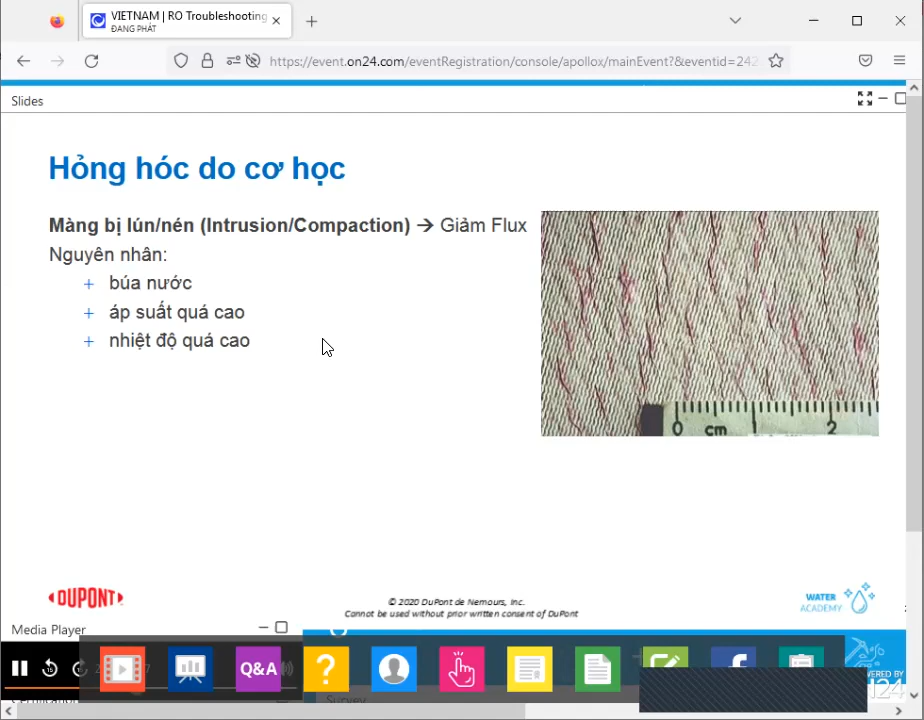 VIETNAM | RO Troubleshooting
ĐANG PHÁT
https://event.on24.com/eventRegistration/console/apollox/mainEvent?&eventid=242
Slides
Hỏng hóc do cơ học
Màng bị lún/nén (Intrusion/Compaction) → Giảm Flux
Nguyên nhân:
+ búa nước
+ áp suất quá cao
+ nhiệt độ quá cao
0 cm 1 2
DUPONT
© 2020 DuPont de Nemours, Inc.
Cannot be used without prior written consent of DuPont
WATER
ACADEMY
Media Player
Q&A
?
Survey